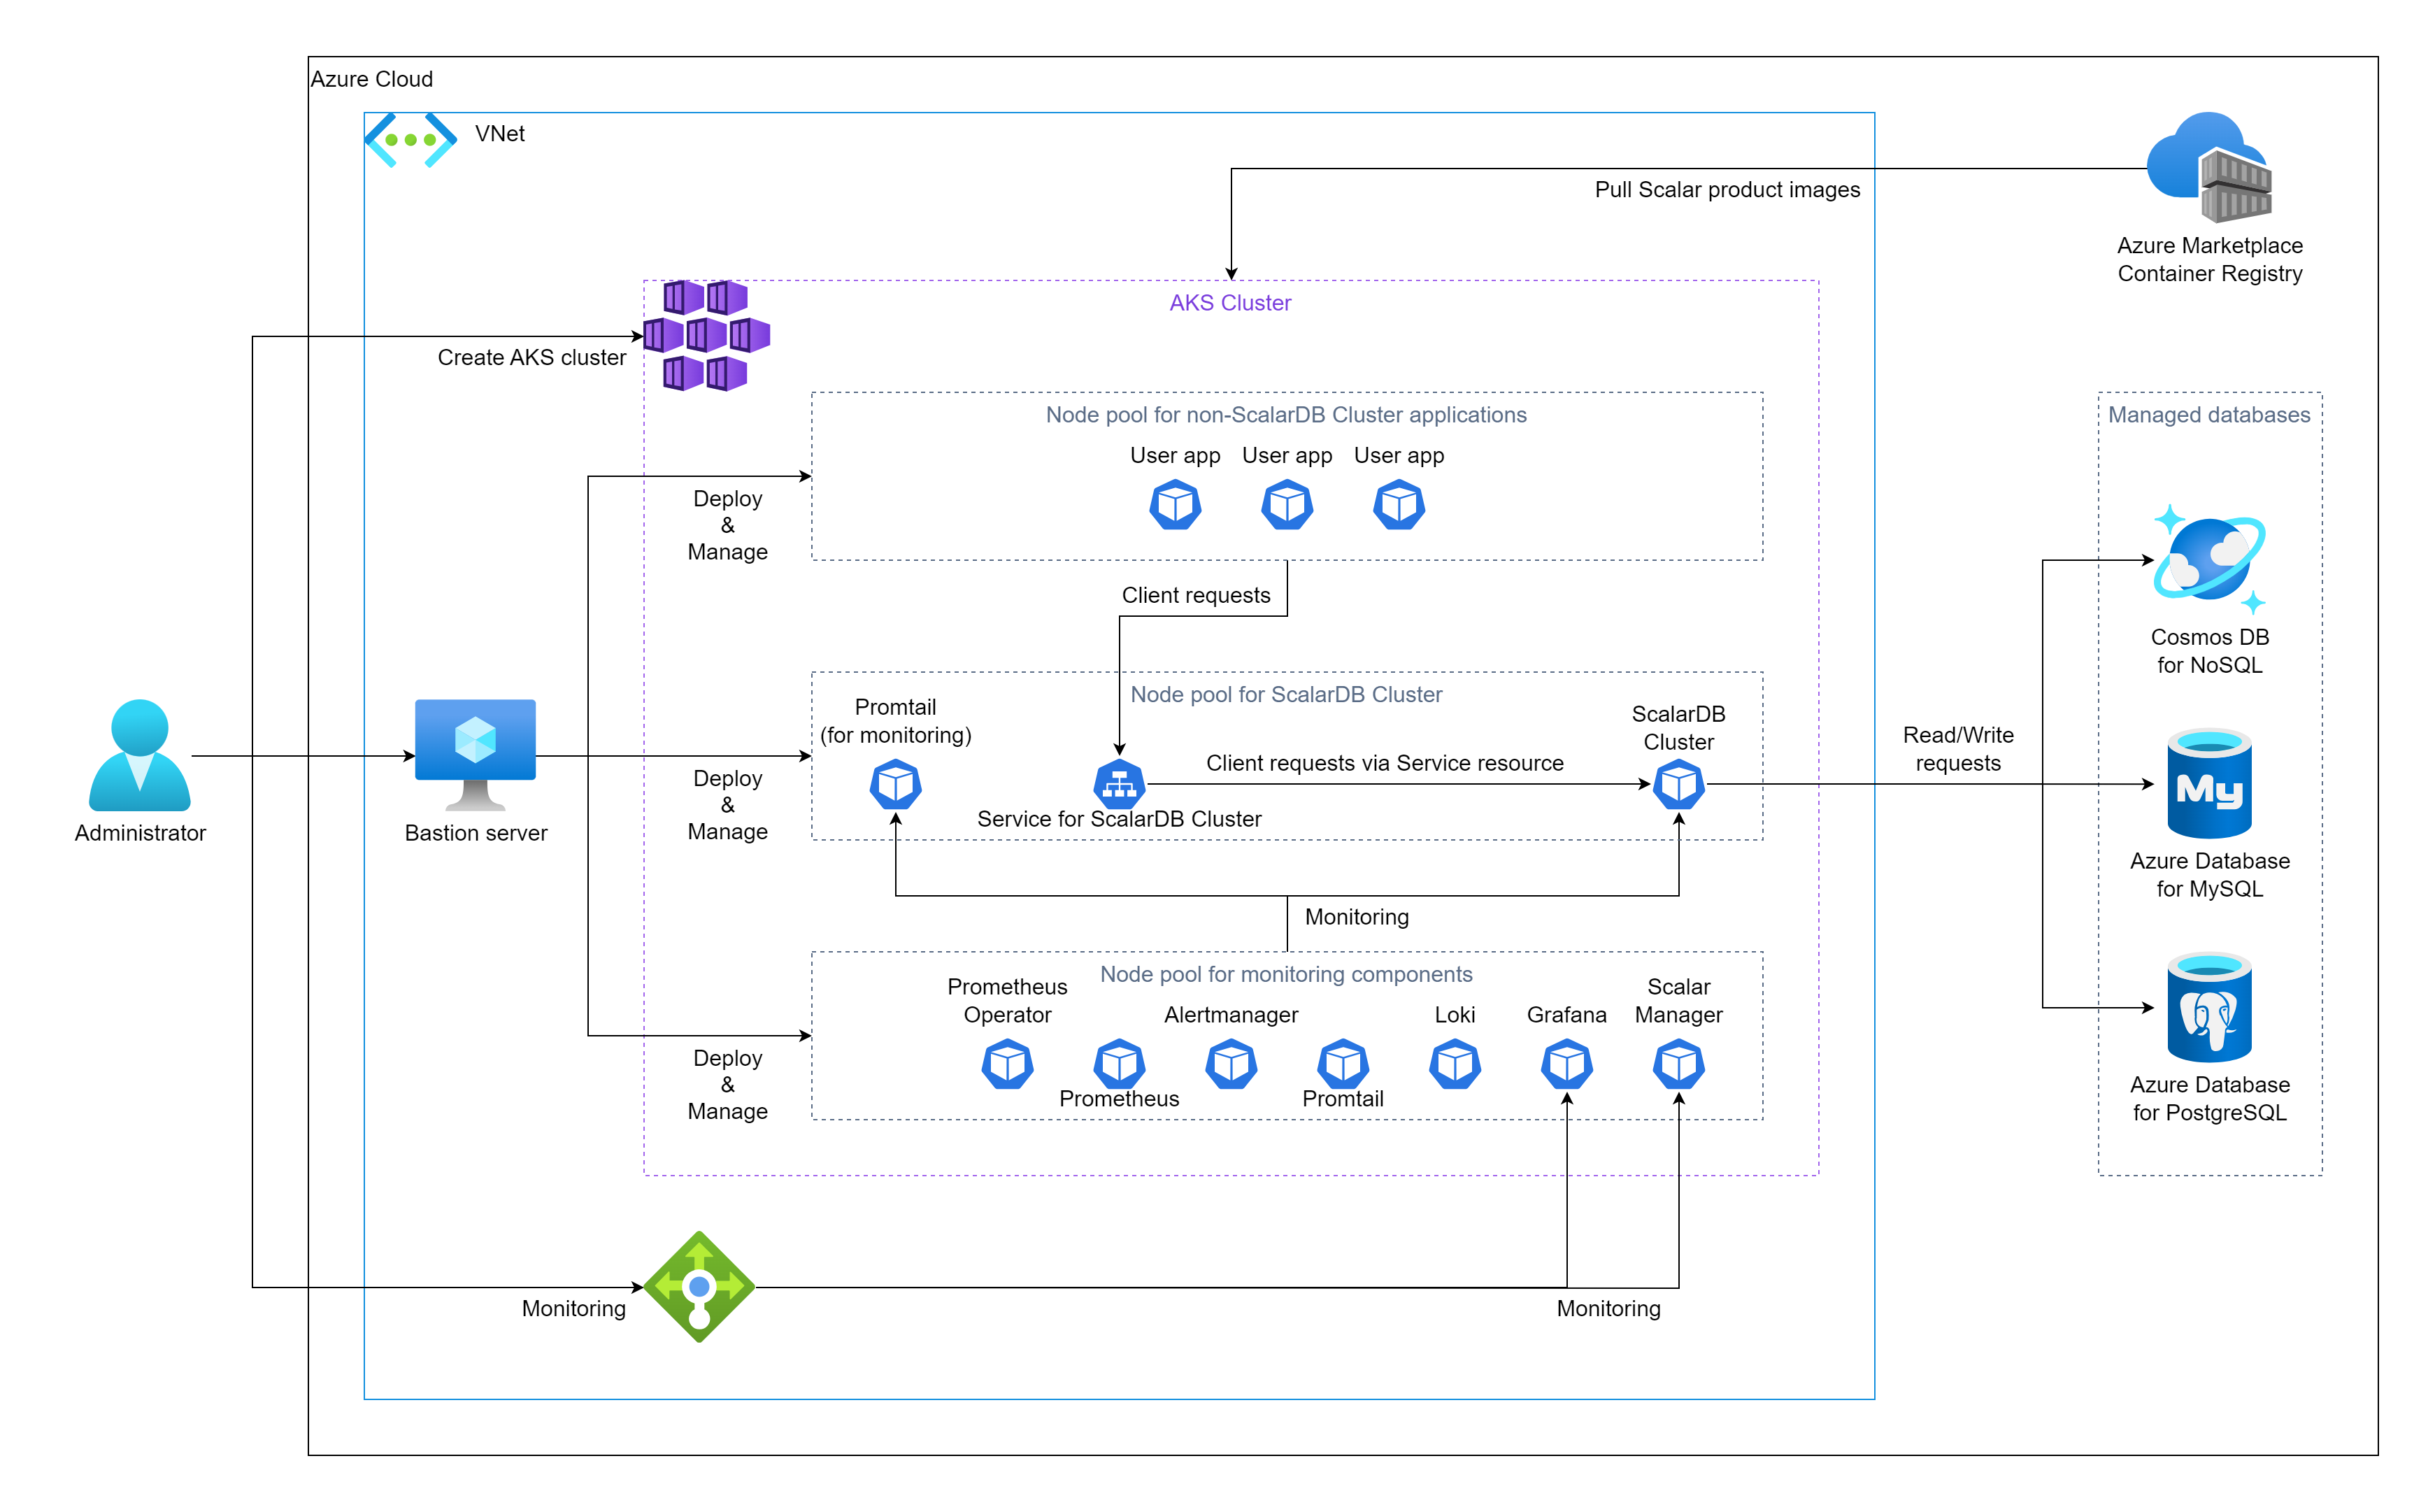 Azure Cloud
VNet
Pull Scalar product images
Azure Marketplace
Container Registry
AKS Cluster
Create AKS cluster
Node pool for non-ScalarDB Cluster applications
User app
User app
User app
Deploy
&
Manage
Managed databases
Client requests
Cosmos DB
for NoSQL
Node pool for ScalarDB Cluster
Promtail
(for monitoring)
ScalarDB
Cluster
Client requests via Service resource
Service for ScalarDB Cluster
Deploy
&
Manage
Read/Write
requests
Administrator
Bastion server
My
Azure Database
for MySQL
Monitoring
Node pool for monitoring components
Prometheus
Operator
Prometheus
Alertmanager
Promtail
Loki
Grafana
Scalar
Manager
Deploy
&
Manage
Azure Database
for PostgreSQL
Monitoring
Monitoring